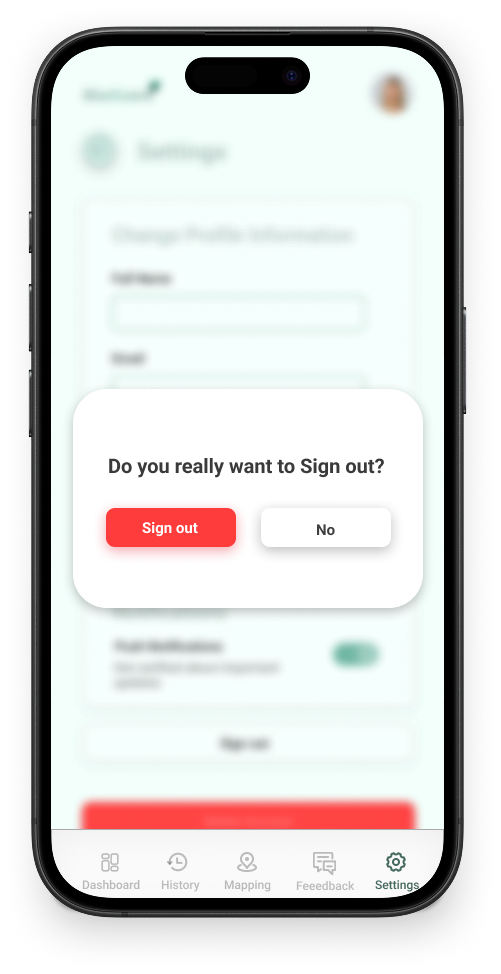 Settings
Change Profile Information
Full Name
Email
Do you really want to Sign out?
Sign out
No
Push Notifications
Get notified about important
updates
Sign out
Dashboard
History
Mapping
Feeedback
Settings